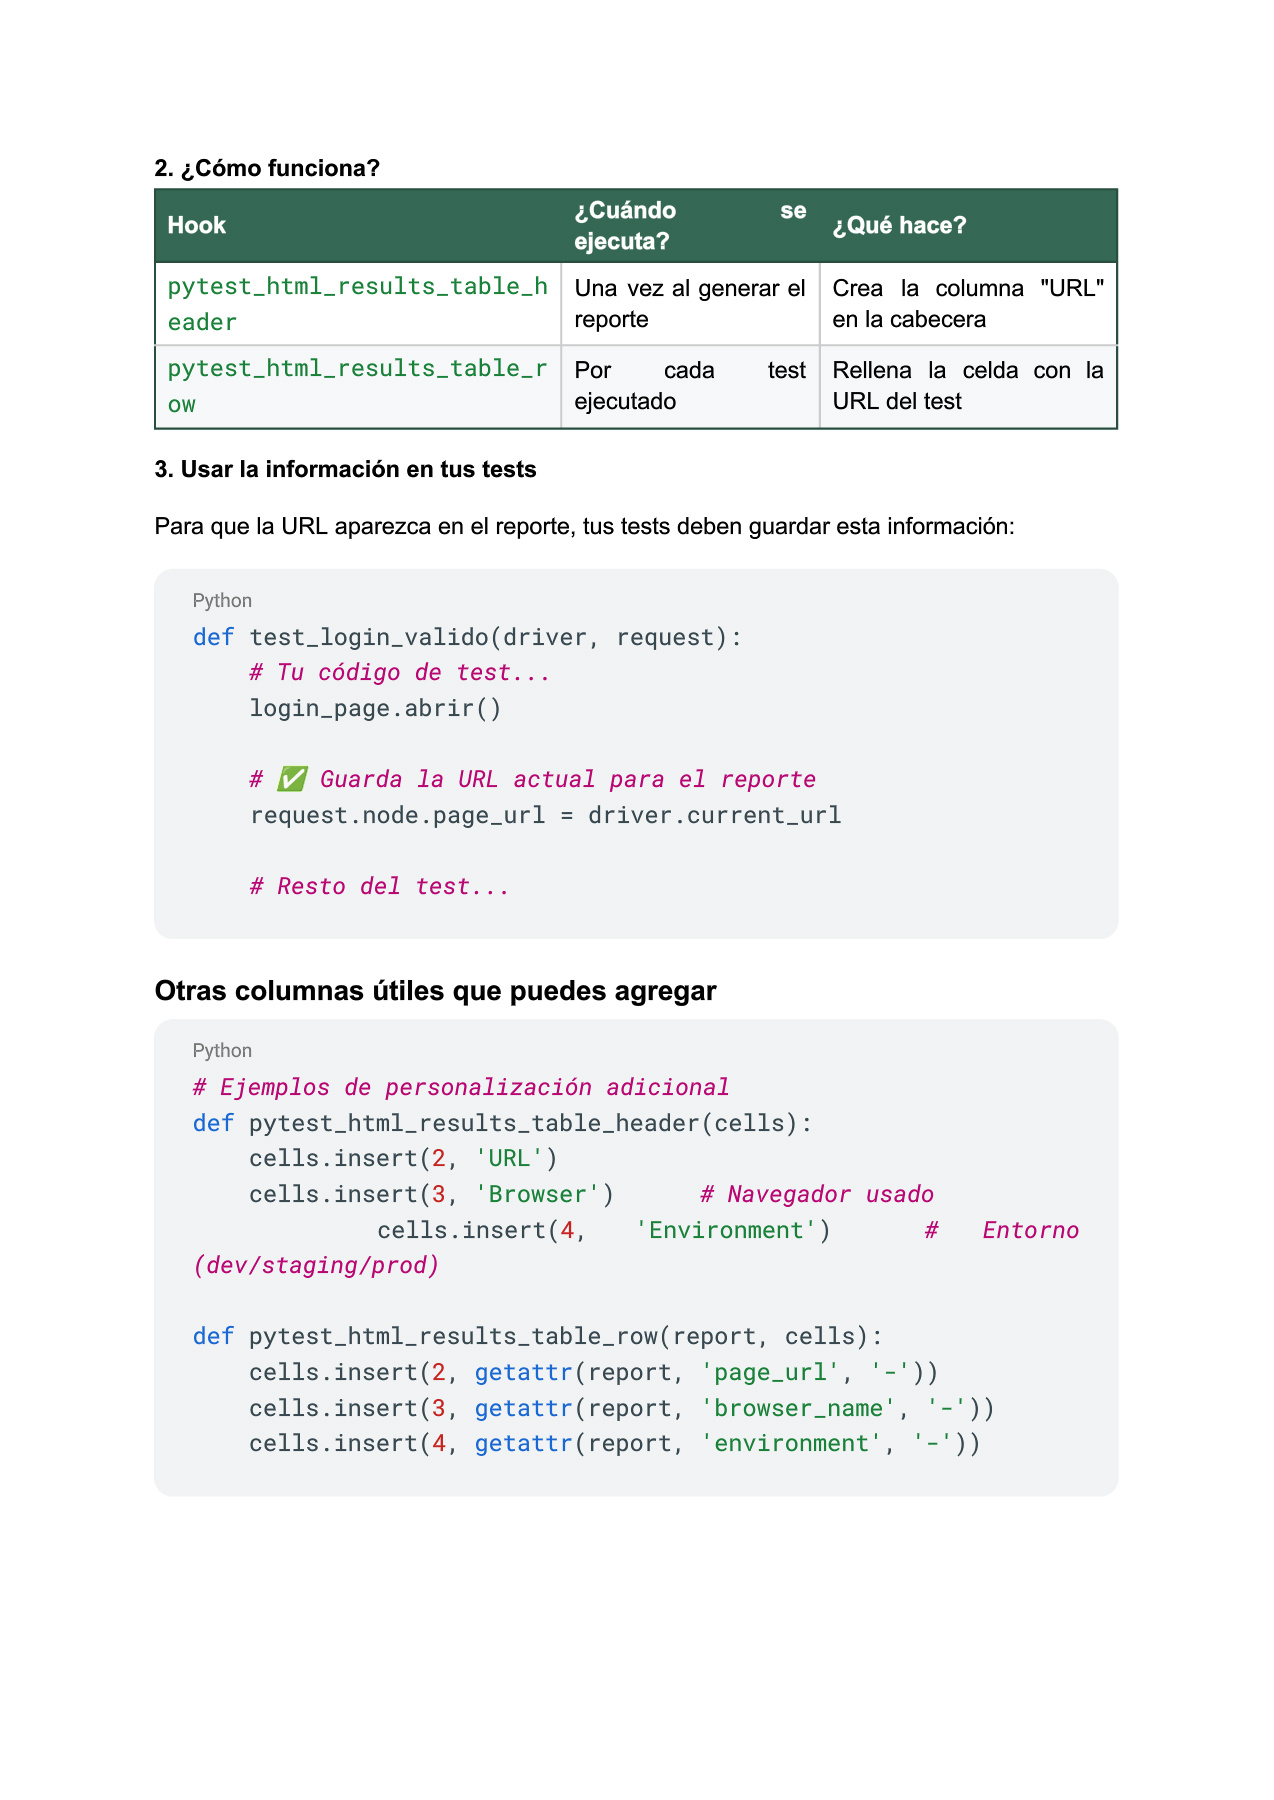 2. ¿Cómo funciona?
Hook
¿Cuándo se
ejecuta?
¿Qué hace?
pytest_html_results_table_h
eader
Una vez al generar el
reporte
Crea la columna "URL"
en la cabecera
pytest_html_results_table_r
ow
Por cada test
ejecutado
Rellena la celda con la
URL del test
3. Usar la información en tus tests
Para que la URL aparezca en el reporte, tus tests deben guardar esta información:
Python
def test_login_valido(driver, request):
    # Tu código de test...
    login_page.abrir()
    # ✅ Guarda la URL actual para el reporte
    request.node.page_url = driver.current_url
    # Resto del test...
Otras columnas útiles que puedes agregar
Python
# Ejemplos de personalización adicional
def pytest_html_results_table_header(cells):
    cells.insert(2, 'URL')
    cells.insert(3, 'Browser')      # Navegador usado
    cells.insert(4, 'Environment')  # Entorno
(dev/staging/prod)
def pytest_html_results_table_row(report, cells):
    cells.insert(2, getattr(report, 'page_url', '-'))
    cells.insert(3, getattr(report, 'browser_name', '-'))
    cells.insert(4, getattr(report, 'environment', '-'))